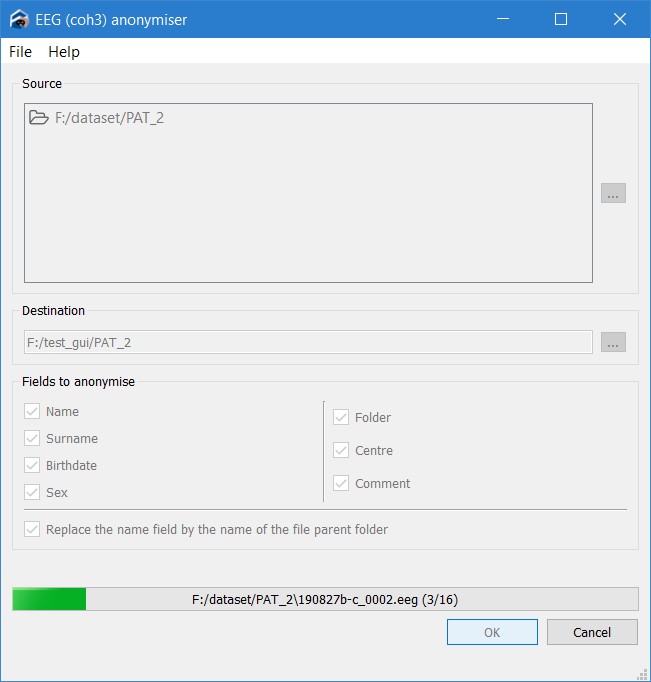 EEG (coh3) anonymiser
File Help
Source
F:/dataset/PAT_2
...
Destination
F:/test_gui/PAT_2
...
Fields to anonymise
Name
Surname
Birthdate
Sex
Folder
Centre
Comment
Replace the name field by the name of the file parent folder
F:/dataset/PAT_2\190827b-c_0002.eeg (3/16)
OK Cancel